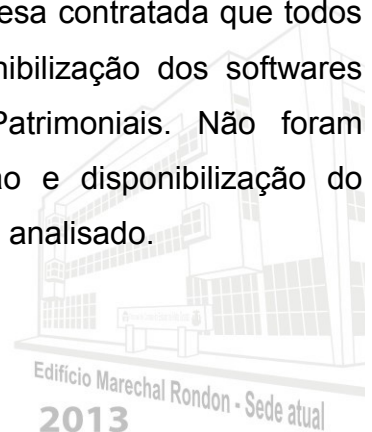 esa contratada que todos
nibilização dos softwares
Patrimoniais. Não foram
ão e disponibilização do
analisado.
Edifício Marechal Rondon - Sede atual
2013